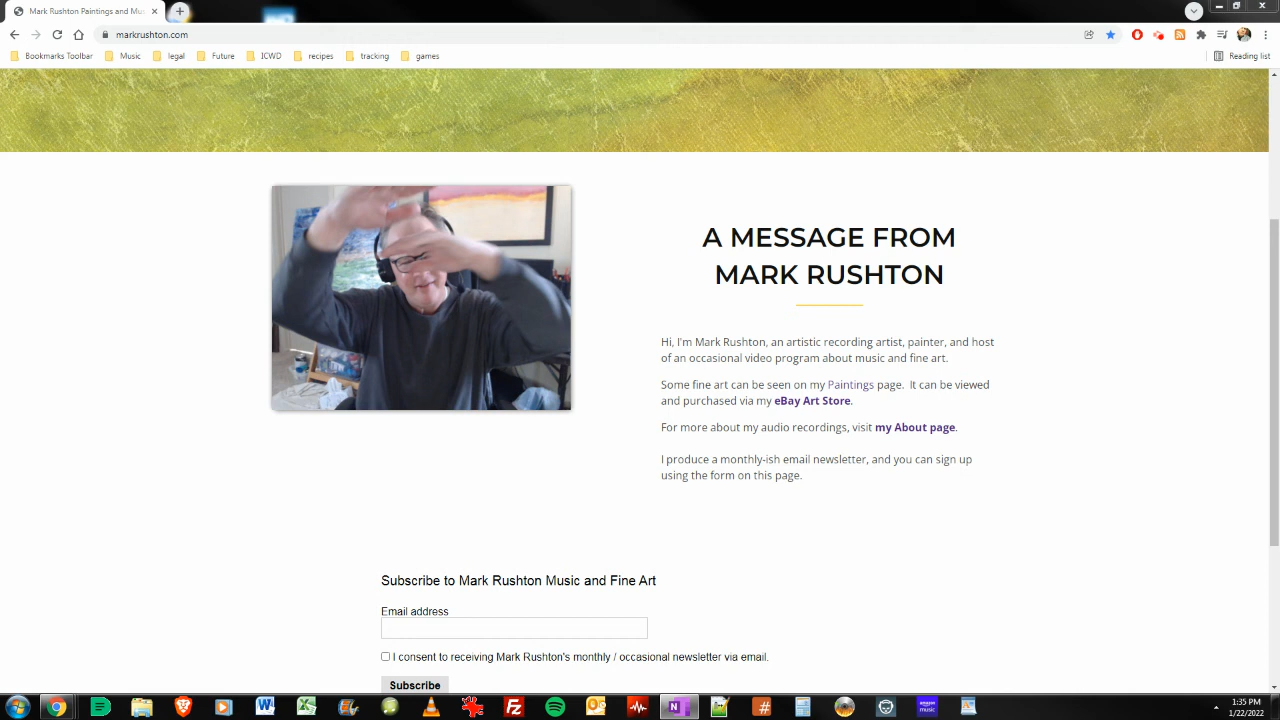 Mark Rushton Paintings and Mus
markrushton.com
Bookmarks Toolbar
Music
legal
Future
ICWD
recipes
tracking
games
Reading list
A MESSAGE FROM
MARK RUSHTON
Hi, I'm Mark Rushton, an artistic recording artist, painter, and host
of an occasional video program about music and fine art.
Some fine art can be seen on my Paintings page.  It can be viewed
and purchased via my eBay Art Store.
For more about my audio recordings, visit my About page.
I produce a monthly-ish email newsletter, and you can sign up
using the form on this page.
Subscribe to Mark Rushton Music and Fine Art
Email address
I consent to receiving Mark Rushton's monthly / occasional newsletter via email.
Subscribe
amazon
music
1:35 PM
1/22/2022